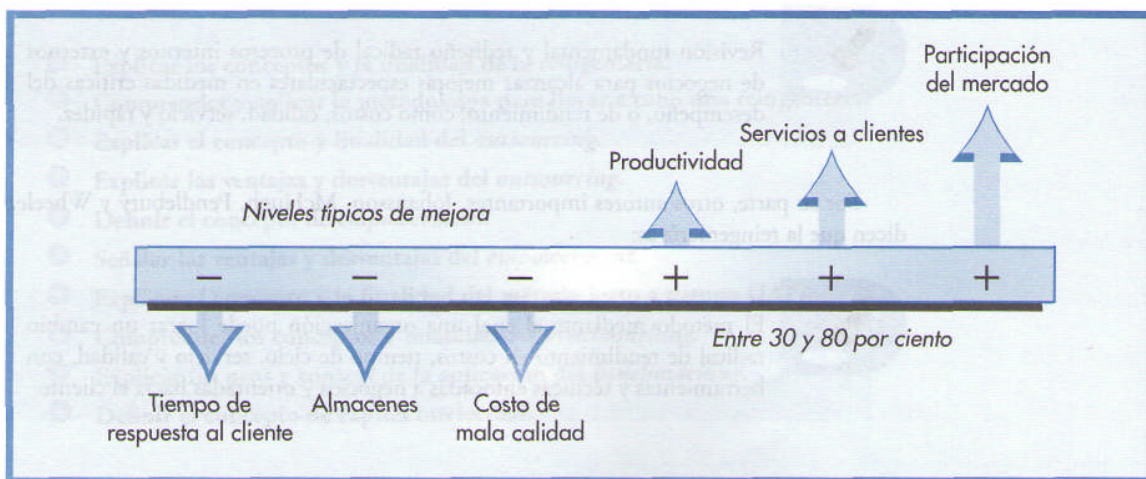 Participación
del mercado
Servicios a clientes
Productividad
Niveles típicos de mejora
− − − + + +
Entre 30 y 80 por ciento
Tiempo de
respuesta al cliente
Almacenes
Costo de
mala calidad